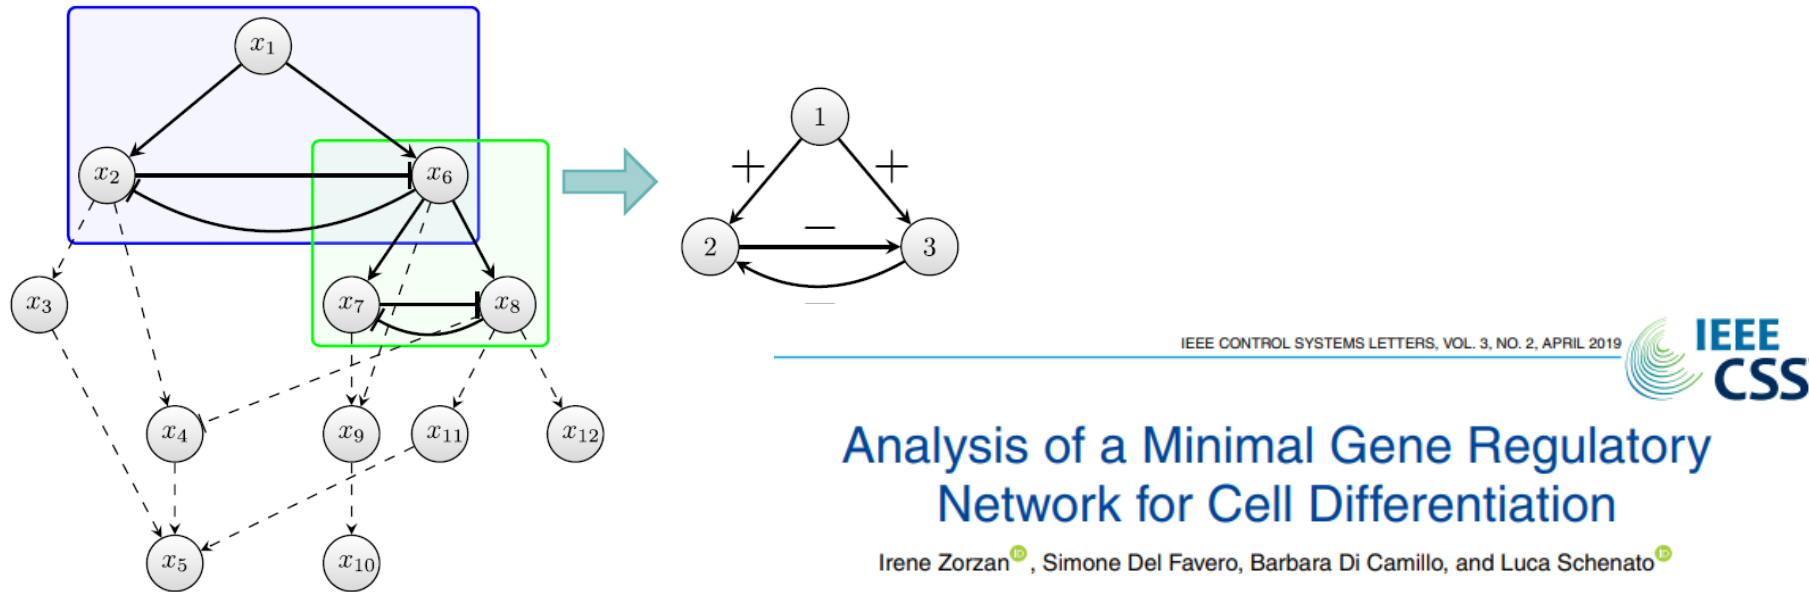 x1
x2
x6
x7
x8
x3
x4
x9
x11
x12
x5
x10
1
+ +
2
−
3
−
IEEE CONTROL SYSTEMS LETTERS, VOL. 3, NO. 2, APRIL 2019
IEEE
CSS
Analysis of a Minimal Gene Regulatory
Network for Cell Differentiation
Irene Zorzan iD, Simone Del Favero, Barbara Di Camillo, and Luca Schenato iD